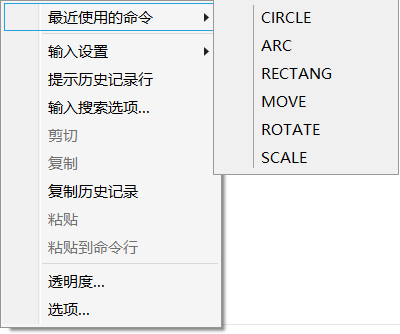 最近使用的命令
输入设置
提示历史记录行
输入搜索选项...
剪切
复制
复制历史记录
粘贴
粘贴到命令行
透明度...
选项...
CIRCLE
ARC
RECTANG
MOVE
ROTATE
SCALE